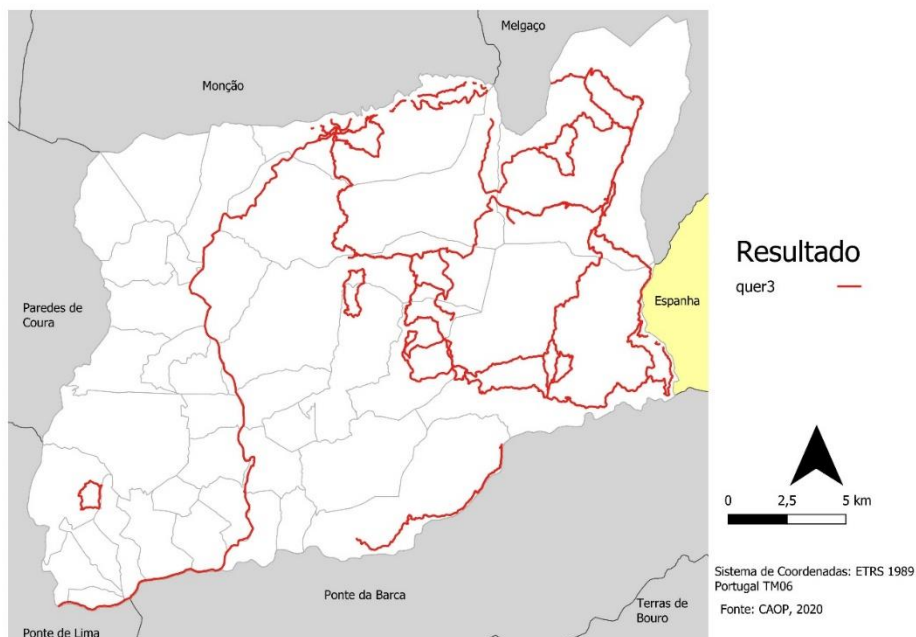 Melgaço
Monção
Resultado
quer3
Espanha
Paredes de
Coura
0 2,5 5 km
Sistema de Coordenadas: ETRS 1989
Portugal TM06
Fonte: CAOP, 2020
Ponte da Barca
Terras de
Bouro
Ponte de Lima